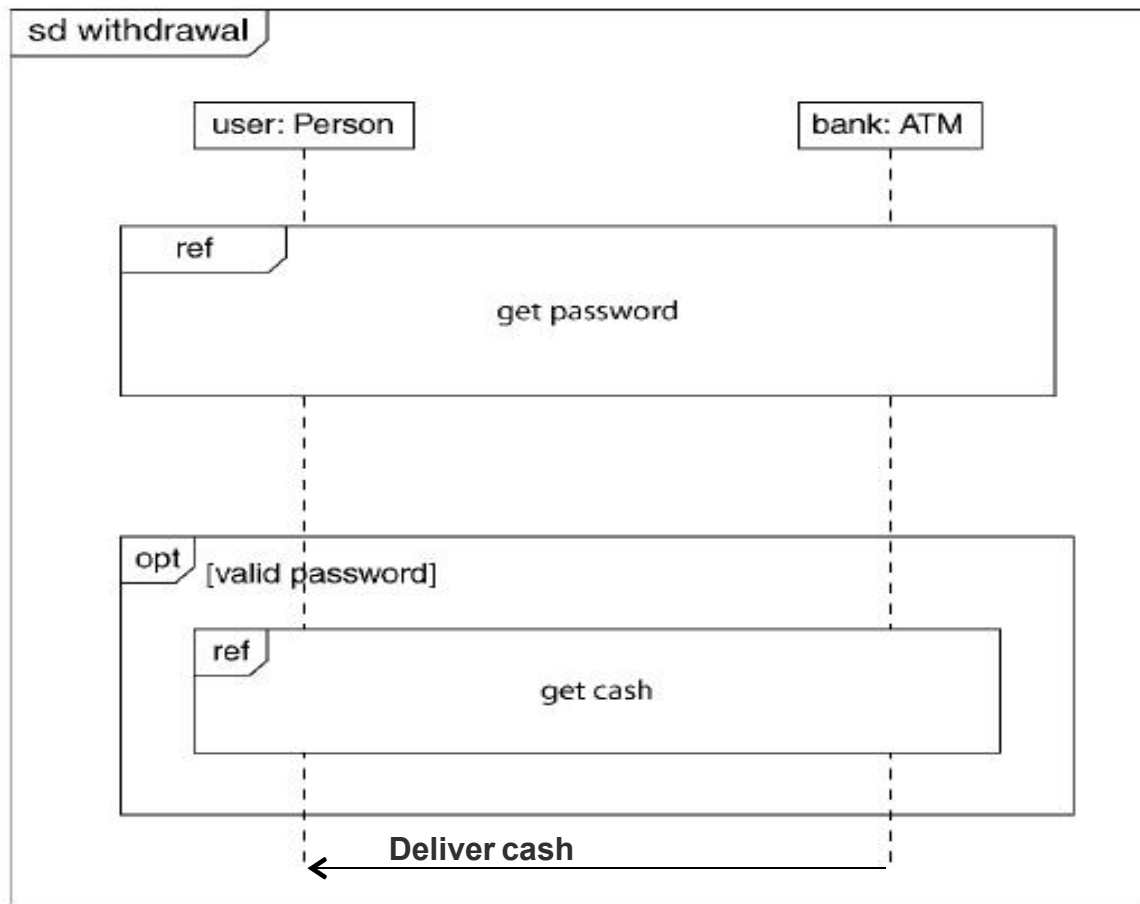 sd withdrawal
user: Person
bank: ATM
ref
get password
opt
[valid password]
ref
get cash
Deliver cash